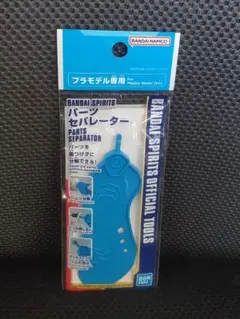 BANDAI NAMCO
プラモデル専用
BANDAI SPIRITS
パーツ
セパレーター
PARTS
SEPARATOR
パーツを
傷つけずに
分解できる!
BANDAI SPIRITS OFFICIAL TOOLS
BANDAI